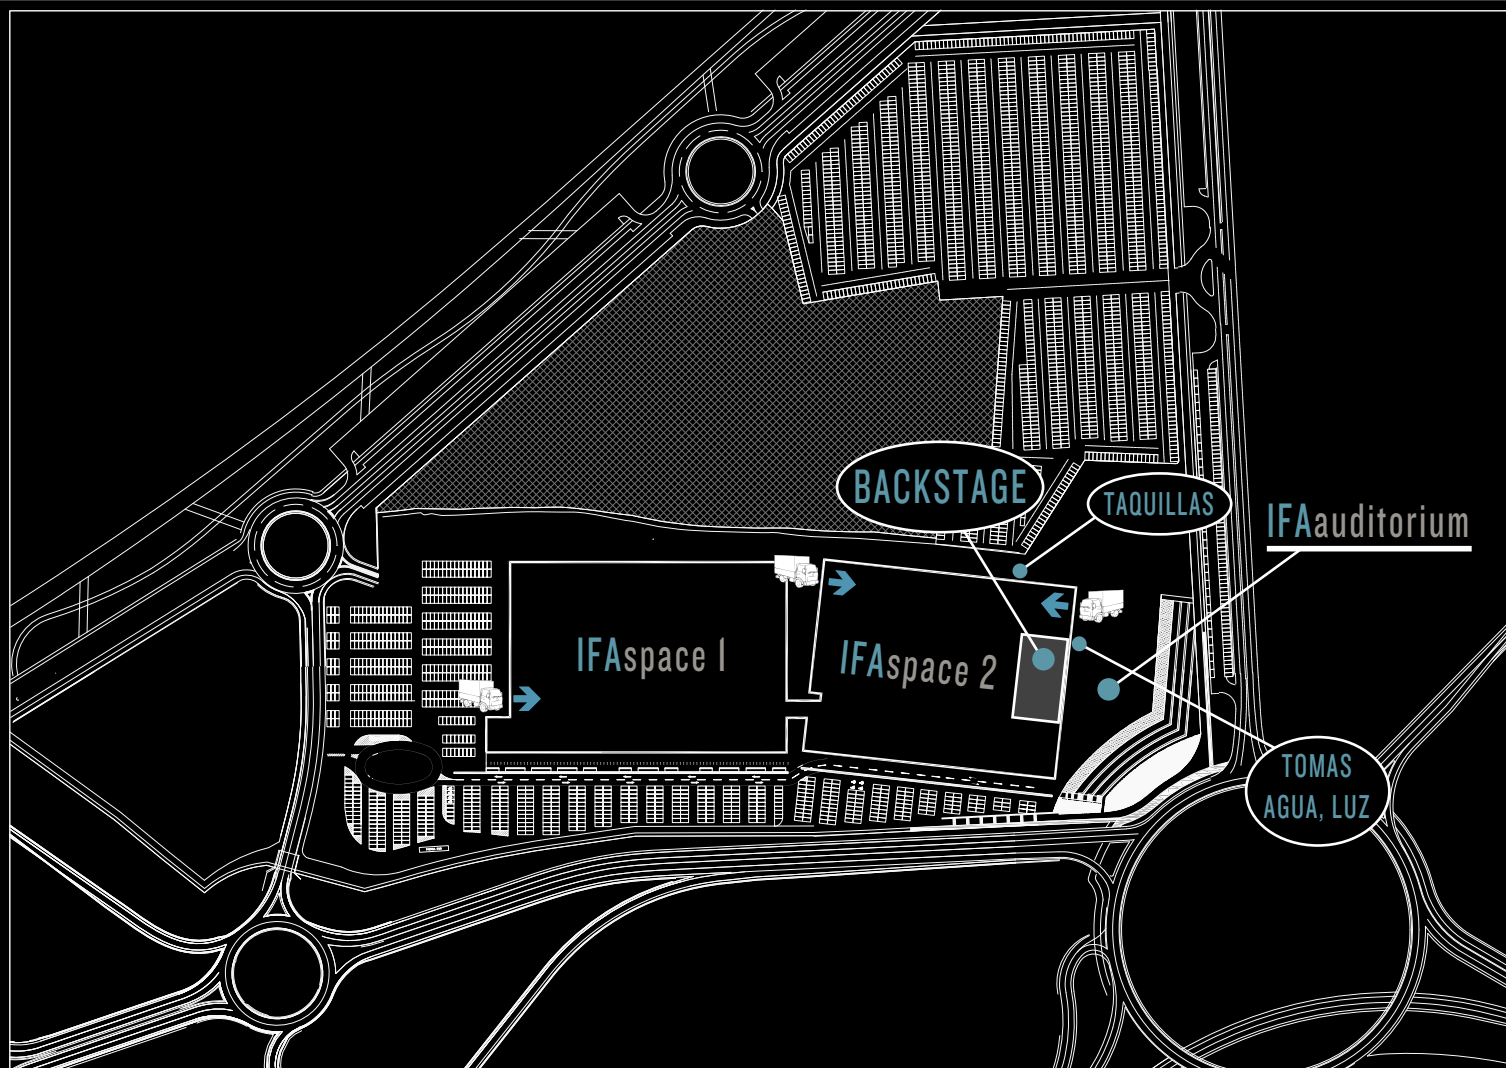 BACKSTAGE
TAQUILLAS
IFAauditorium
IFAspace 1
IFAspace 2
TOMAS
AGUA, LUZ